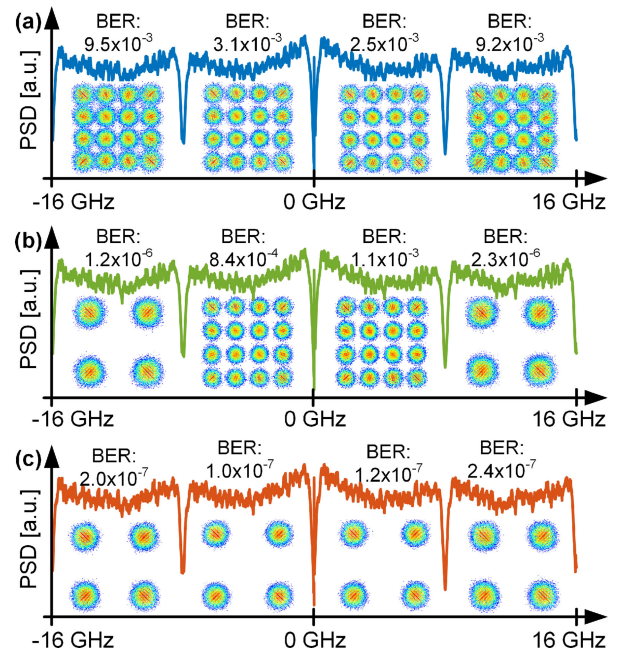 (a)
BER: BER: BER: BER:
9.5x10⁻³ 3.1x10⁻³ 2.5x10⁻³ 9.2x10⁻³
PSD [a.u.]
-16 GHz 0 GHz 16 GHz
(b)
BER: BER: BER: BER:
1.2x10⁻⁶ 8.4x10⁻⁴ 1.1x10⁻³ 2.3x10⁻⁶
PSD [a.u.]
-16 GHz 0 GHz 16 GHz
(c)
BER: BER: BER: BER:
2.0x10⁻⁷ 1.0x10⁻⁷ 1.2x10⁻⁷ 2.4x10⁻⁷
PSD [a.u.]
-16 GHz 0 GHz 16 GHz